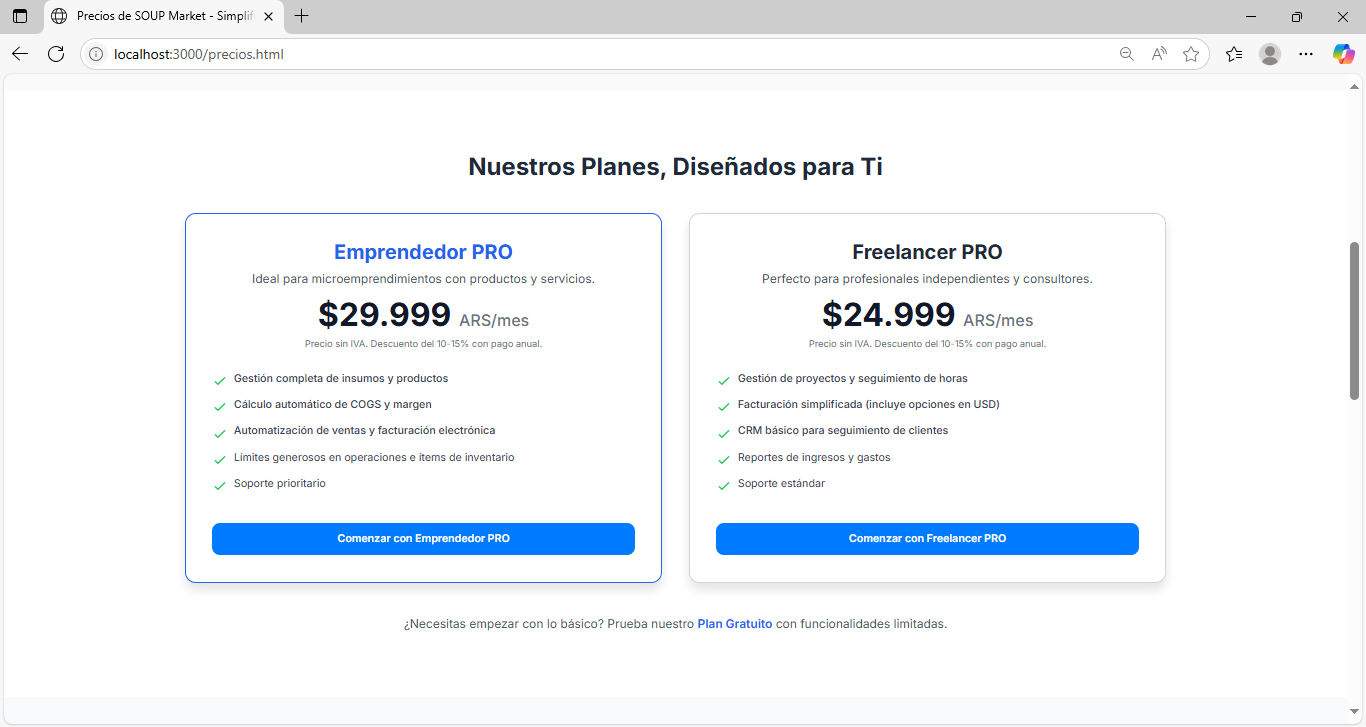 Precios de SOUP Market - Simplifi
localhost:3000/precios.html
Nuestros Planes, Diseñados para Ti
Emprendedor PRO
Ideal para microemprendimientos con productos y servicios.
$29.999 ARS/mes
Precio sin IVA. Descuento del 10-15% con pago anual.
Gestión completa de insumos y productos
Cálculo automático de COGS y margen
Automatización de ventas y facturación electrónica
Límites generosos en operaciones e ítems de inventario
Soporte prioritario
Comenzar con Emprendedor PRO
Freelancer PRO
Perfecto para profesionales independientes y consultores.
$24.999 ARS/mes
Precio sin IVA. Descuento del 10-15% con pago anual.
Gestión de proyectos y seguimiento de horas
Facturación simplificada (incluye opciones en USD)
CRM básico para seguimiento de clientes
Reportes de ingresos y gastos
Soporte estándar
Comenzar con Freelancer PRO
¿Necesitas empezar con lo básico? Prueba nuestro Plan Gratuito con funcionalidades limitadas.